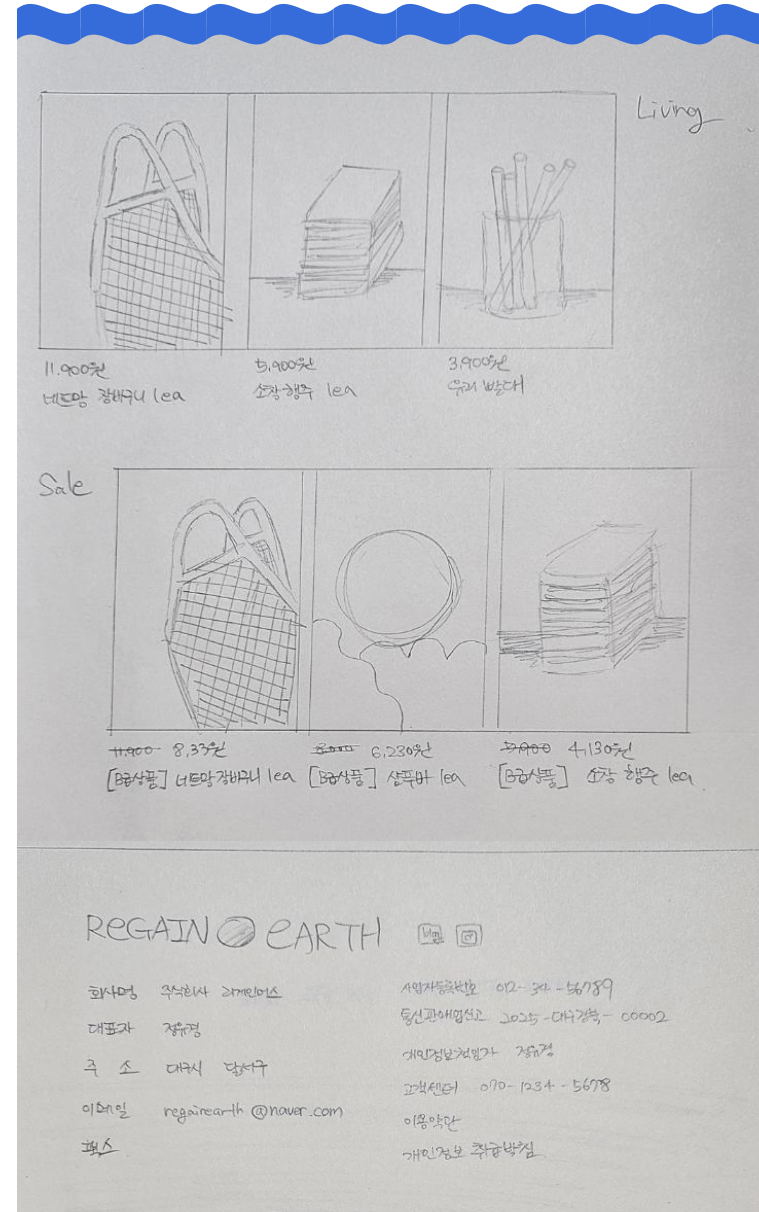 Living
11.900원
네트망 장바구니 1ea
5,900원
소창 행주 1ea
3,900원
유리 빨대
Sale
11,900 8,33원
[B급상품] 네트망 장바구니 1ea
6,230원
[B급상품] 샴푸바 1ea
5,900 4,130원
[B급상품] 소창 행주 1ea
REGAIN EARTH
blog
회사명 주식회사 리게인어스
대표자 정유경
주 소 대구시 달서구
이메일 regainearth @naver.com
팩스
사업자등록번호 012-34-56789
통신판매업신고 2025-대구경북-00002
개인정보책임자 정유경
고객센터 070-1234-5678
이용약관
개인정보 취급방침